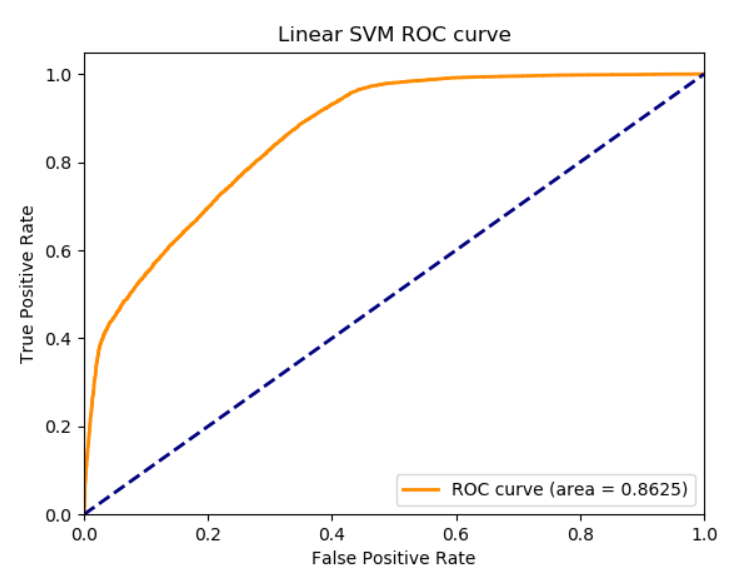 Linear SVM ROC curve
1.0
0.8
0.6
0.4
0.2
0.0
True Positive Rate
ROC curve (area = 0.8625)
0.0 0.2 0.4 0.6 0.8 1.0
False Positive Rate